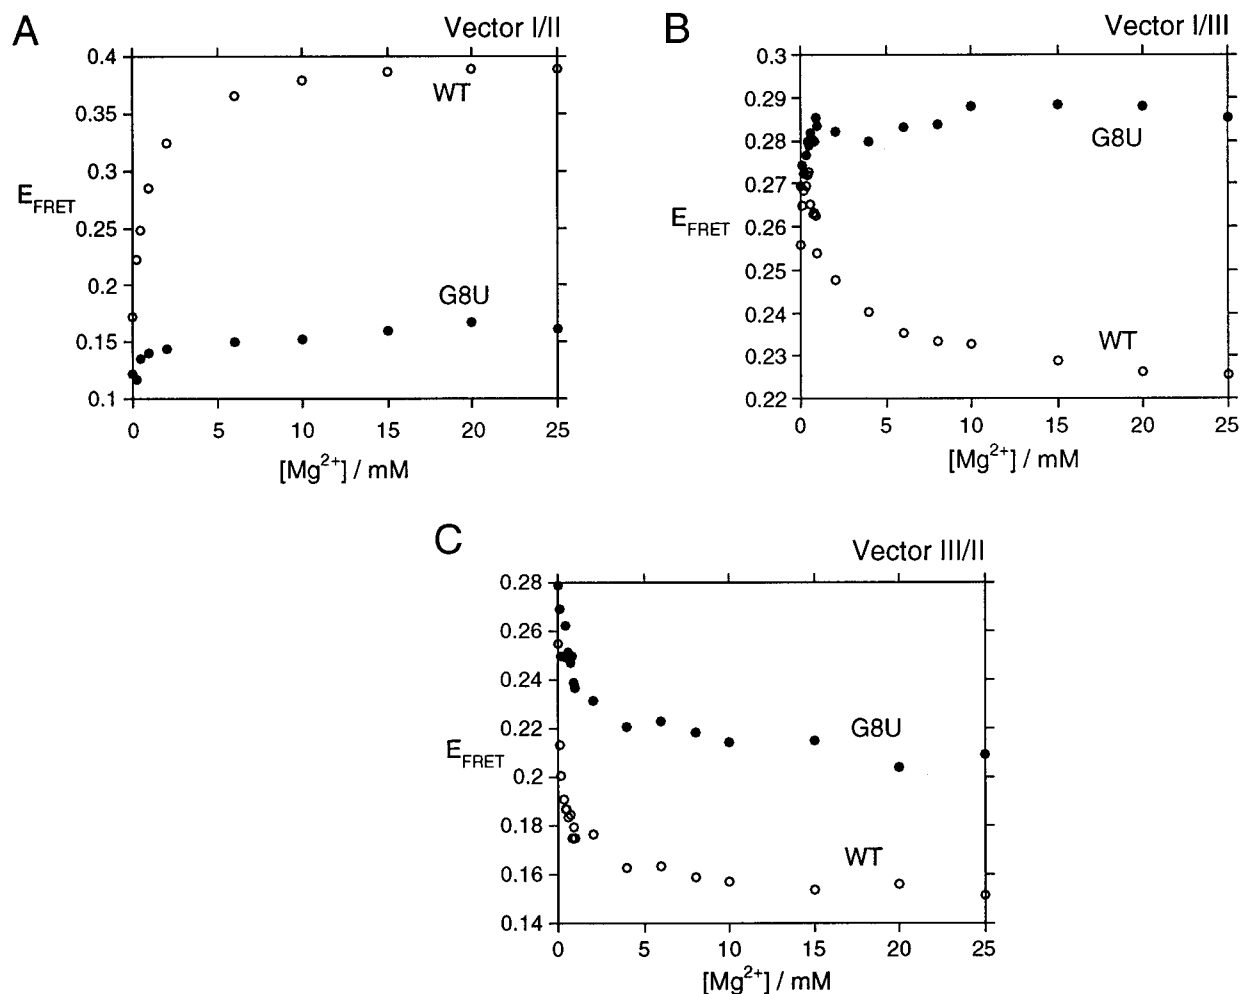 A
Vector I/II
0.4
0.35
0.3
0.25
0.2
0.15
0.1
E_FRET
WT
G8U
0 5 10 15 20 25
[Mg²⁺] / mM
B
Vector I/III
0.3
0.29
0.28
0.27
0.26
0.25
0.24
0.23
0.22
E_FRET
G8U
WT
0 5 10 15 20 25
[Mg²⁺] / mM
C
Vector III/II
0.28
0.26
0.24
0.22
0.2
0.18
0.16
0.14
E_FRET
G8U
WT
0 5 10 15 20 25
[Mg²⁺] / mM